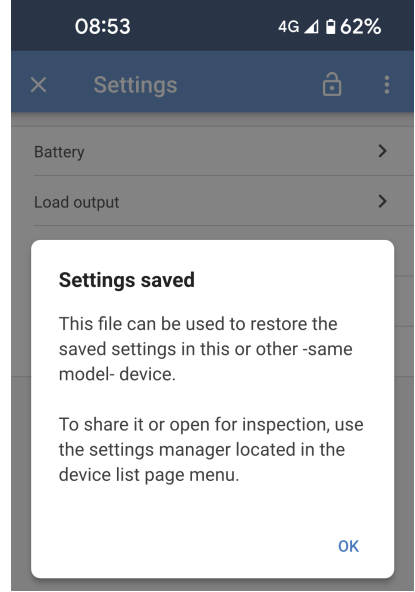 08:53 4G 62%
Settings
Battery
Load output
Settings saved
This file can be used to restore the
saved settings in this or other -same
model- device.
To share it or open for inspection, use
the settings manager located in the
device list page menu.
OK